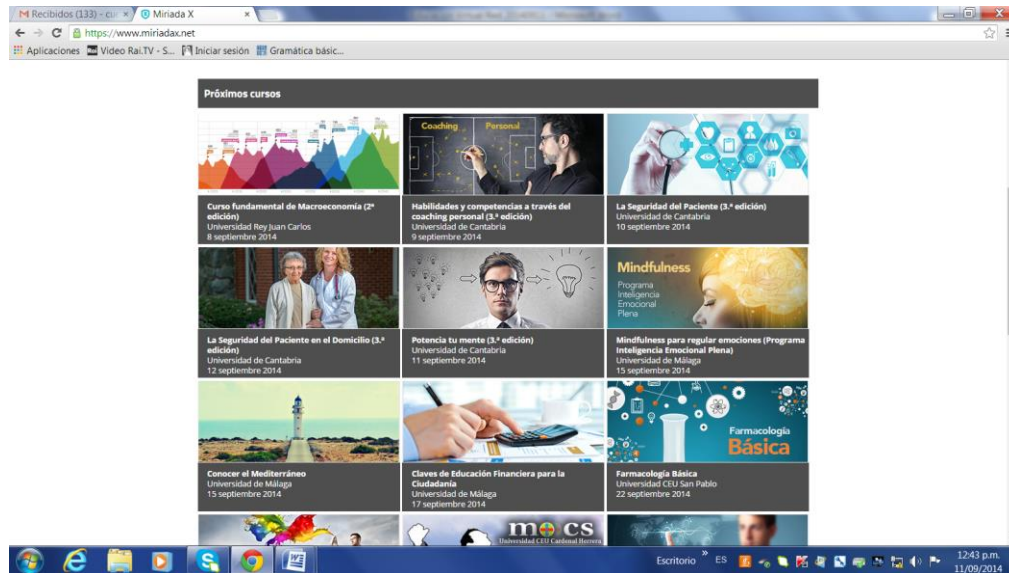 Recibidos (133) - cu
Miriada X
https://www.miriadax.net
Aplicaciones Video Rai.TV - S... Iniciar sesión Gramática básic...
Próximos cursos
Curso fundamental de Macroeconomía (2ª
edición)
Universidad Rey Juan Carlos
8 septiembre 2014
Coaching Personal
Habilidades y competencias a través del
coaching personal (3.ª edición)
Universidad de Cantabria
9 septiembre 2014
La Seguridad del Paciente (3.ª edición)
Universidad de Cantabria
10 septiembre 2014
La Seguridad del Paciente en el Domicilio (3.ª
edición)
Universidad de Cantabria
12 septiembre 2014
Potencia tu mente (3.ª edición)
Universidad de Cantabria
11 septiembre 2014
Mindfulness
Programa
Inteligencia
Emocional
Plena
Mindfulness para regular emociones (Programa
Inteligencia Emocional Plena)
Universidad de Málaga
15 septiembre 2014
Conocer el Mediterráneo
Universidad de Málaga
15 septiembre 2014
Claves de Educación Financiera para la
Ciudadanía
Universidad de Málaga
17 septiembre 2014
Farmacología
Básica
Farmacología Básica
Universidad CEU San Pablo
22 septiembre 2014
mocs
Universidad CEU Cardenal Herrera
Escritorio » ES
12:43 p.m.
11/09/2014